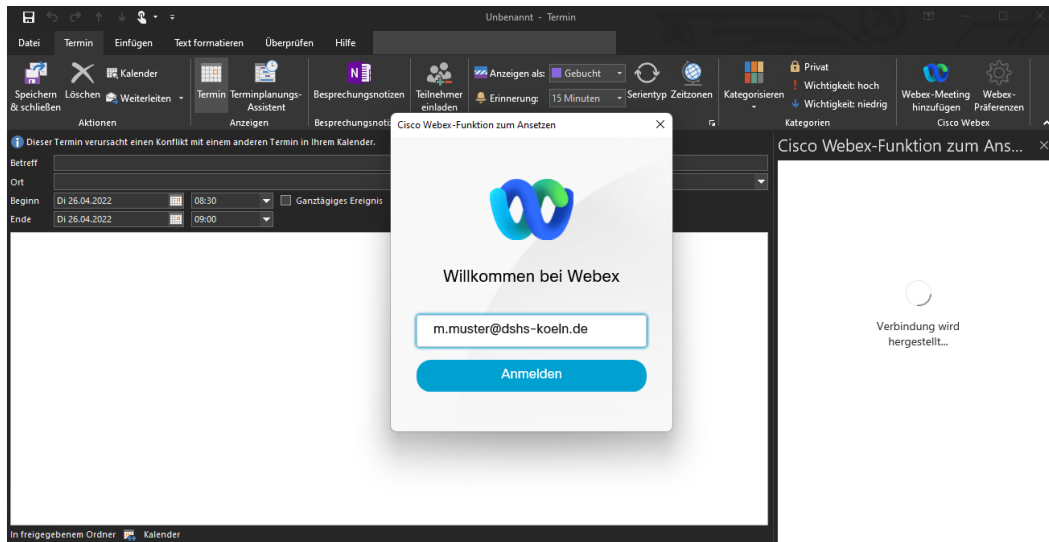 Unbenannt - Termin
Datei Termin Einfügen Text formatieren Überprüfen Hilfe
Speichern & schließen
Löschen
Kalender
Weiterleiten
Aktionen
Termin
Terminplanungs-Assistent
Anzeigen
Besprechungsnotizen
Besprechungsnotiz
Teilnehmer einladen
Anzeigen als: Gebucht
Erinnerung: 15 Minuten
Serientyp
Zeitzonen
Kategorisieren
Privat
Wichtigkeit: hoch
Wichtigkeit: niedrig
Kategorien
Webex-Meeting hinzufügen
Webex-Präferenzen
Cisco Webex
Dieser Termin verursacht einen Konflikt mit einem anderen Termin in Ihrem Kalender.
Betreff
Ort
Beginn Di 26.04.2022 08:30 Ganztägiges Ereignis
Ende Di 26.04.2022 09:00
Cisco Webex-Funktion zum Ansetzen
Willkommen bei Webex
m.muster@dshs-koeln.de
Anmelden
Cisco Webex-Funktion zum Ans...
Verbindung wird
hergestellt...
In freigegebenem Ordner Kalender